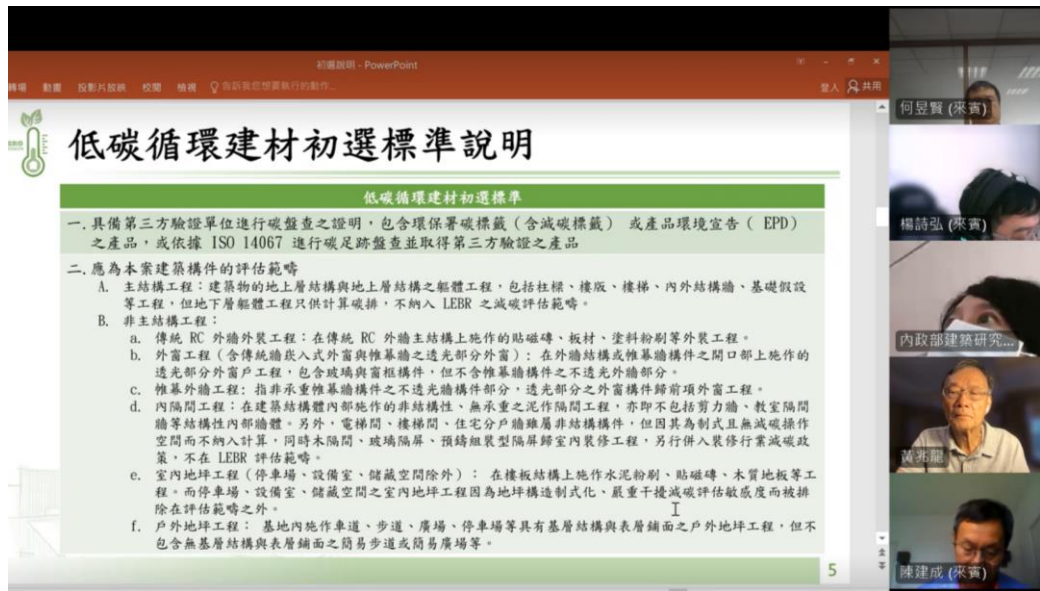 初選說明 - PowerPoint
轉場 動畫 投影片放映 校閱 檢視 告訴我您想要執行的動作... 登入 共用
低碳循環建材初選標準說明
低碳循環建材初選標準
一. 具備第三方驗證單位進行碳盤查之證明，包含環保署碳標籤（含減碳標籤） 或產品環境宣告（ EPD）
之產品，或依據 ISO 14067 進行碳足跡盤查並取得第三方驗證之產品
二. 應為本案建築構件的評估範疇
A. 主結構工程：建築物的地上層結構與地上層結構之軀體工程，包括柱樑、樓版、樓梯、內外結構牆、基礎假設
等工程，但地下層軀體工程只供計算碳排，不納入 LEBR 之減碳評估範疇。
B. 非主結構工程：
a. 傳統 RC 外牆外裝工程：在傳統 RC 外牆主結構上施作的貼磁磚、板材、塗料粉刷等外裝工程。
b. 外窗工程（含傳統牆崁入式外窗與帷幕牆之透光部分外窗）：在外牆結構或帷幕牆構件之開口部上施作的
透光部分外窗戶工程，包含玻璃與窗框構件，但不含帷幕牆構件之不透光外牆部分。
c. 帷幕外牆工程：指非承重帷幕牆構件之不透光牆構件部分，透光部分之外窗構件歸前項外窗工程。
d. 內隔間工程：在建築結構體內部施作的非結構性、無承重之泥作隔間工程，亦即不包括剪力牆、教室隔間
牆等結構性內部牆體。另外，電梯間、樓梯間、住宅分戶牆雖屬非結構構件，但因其為制式且無減碳操作
空間而不納入計算，同時木隔間、玻璃隔屏、預鑄組裝型隔屏歸室內裝修工程，另行併入裝修行業減碳政
策，不在 LEBR 評估範疇。
e. 室內地坪工程（停車場、設備室、儲藏空間除外）： 在樓板結構上施作水泥粉刷、貼磁磚、木質地板等工
程。而停車場、設備室、儲藏空間之室內地坪工程因為地坪構造制式化、嚴重干擾減碳評估敏感度而被排
除在評估範疇之外。
f. 戶外地坪工程： 基地內施作車道、步道、廣場、停車場等具有基層結構與表層鋪面之戶外地坪工程，但不
包含無基層結構與表層鋪面之簡易步道或簡易廣場等。
5
何昱賢 (來賓)
楊詩弘 (來賓)
內政部建築研究...
黃兆龍
陳建成 (來賓)